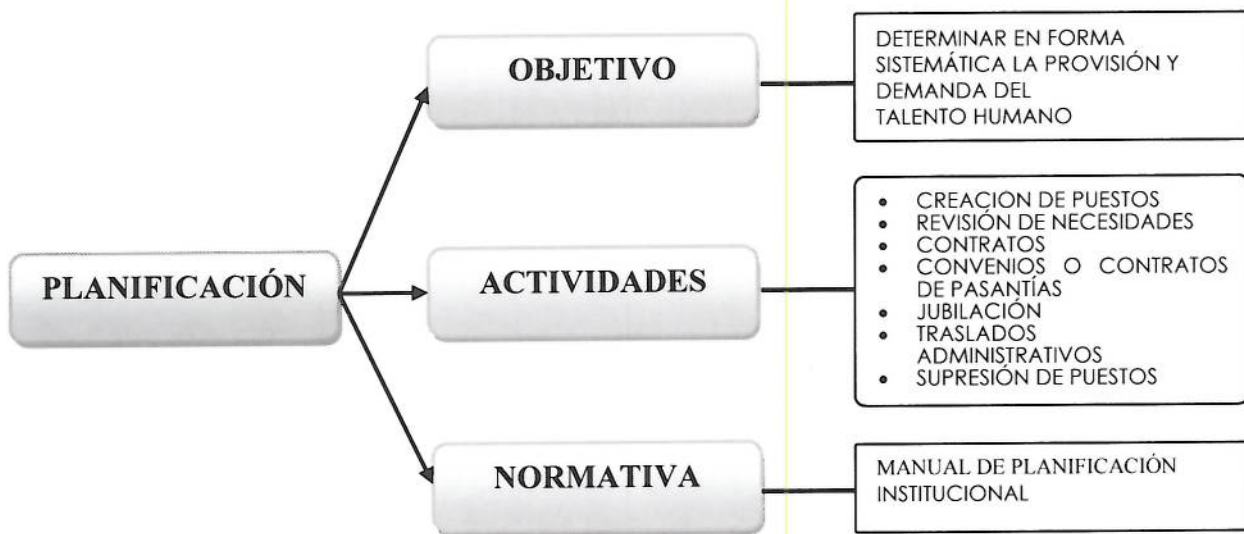 OBJETIVO
DETERMINAR EN FORMA
SISTEMÁTICA LA PROVISIÓN Y
DEMANDA DEL
TALENTO HUMANO
PLANIFICACIÓN
ACTIVIDADES
• CREACION DE PUESTOS
• REVISIÓN DE NECESIDADES
• CONTRATOS
• CONVENIOS O CONTRATOS
DE PASANTÍAS
• JUBILACIÓN
• TRASLADOS
ADMINISTRATIVOS
• SUPRESIÓN DE PUESTOS
NORMATIVA
MANUAL DE PLANIFICACIÓN
INSTITUCIONAL